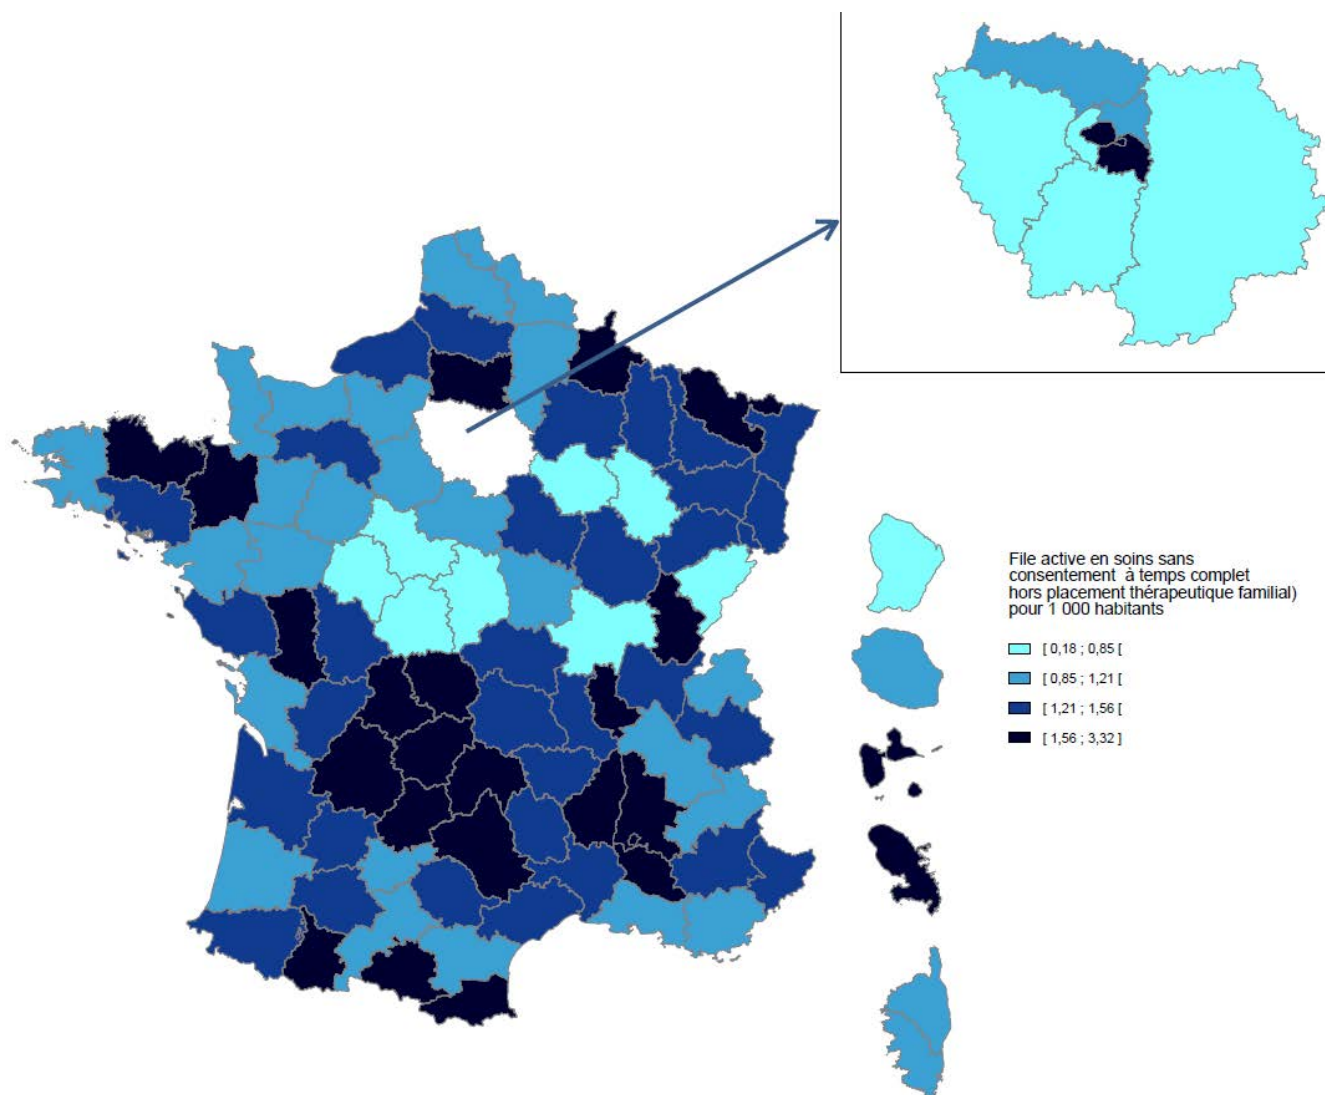 File active en soins sans
consentement à temps complet
hors placement thérapeutique familial)
pour 1 000 habitants
[ 0,18 ; 0,85 [
[ 0,85 ; 1,21 [
[ 1,21 ; 1,56 [
[ 1,56 ; 3,32 ]